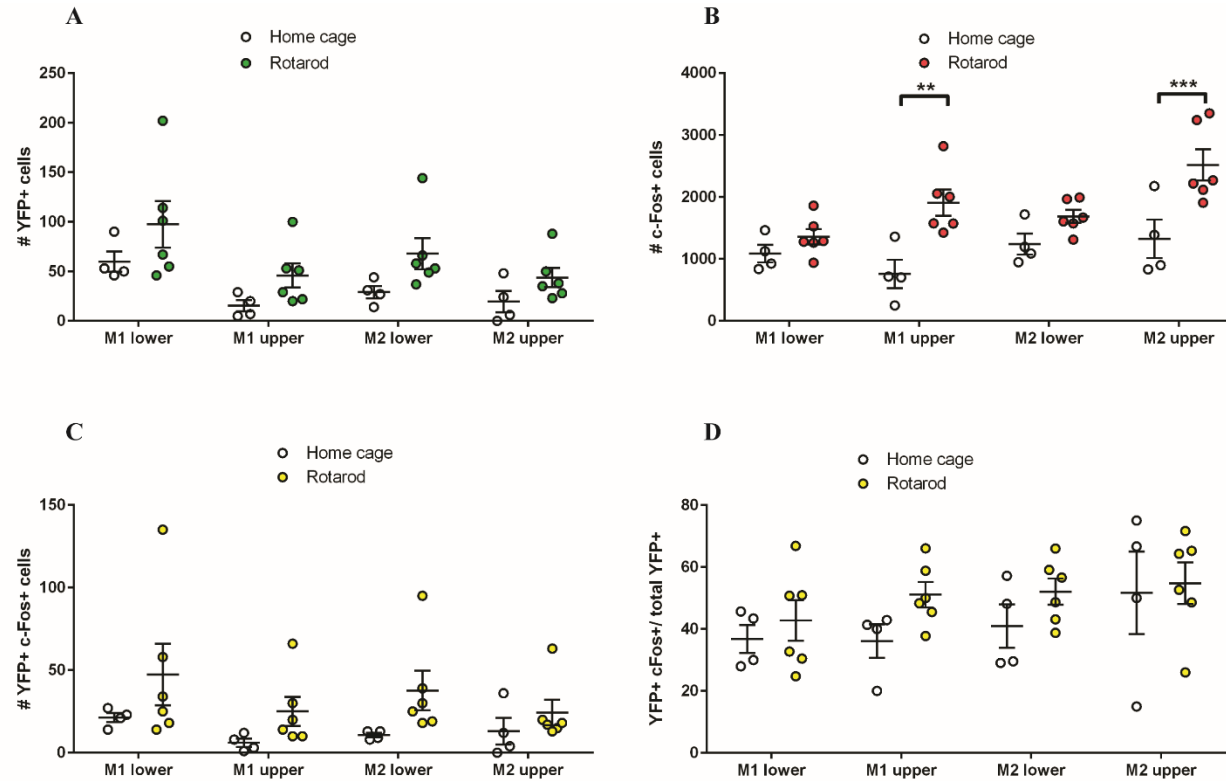 A
Home cage
Rotarod
# YFP+ cells
250
200
150
100
50
0
M1 lower M1 upper M2 lower M2 upper
B
Home cage
Rotarod
# c-Fos+ cells
4000
3000
2000
1000
0
** ***
M1 lower M1 upper M2 lower M2 upper
C
Home cage
Rotarod
# YFP+ c-Fos+ cells
150
100
50
0
M1 lower M1 upper M2 lower M2 upper
D
Home cage
Rotarod
YFP+ cFos+/ total YFP+
80
60
40
20
0
M1 lower M1 upper M2 lower M2 upper